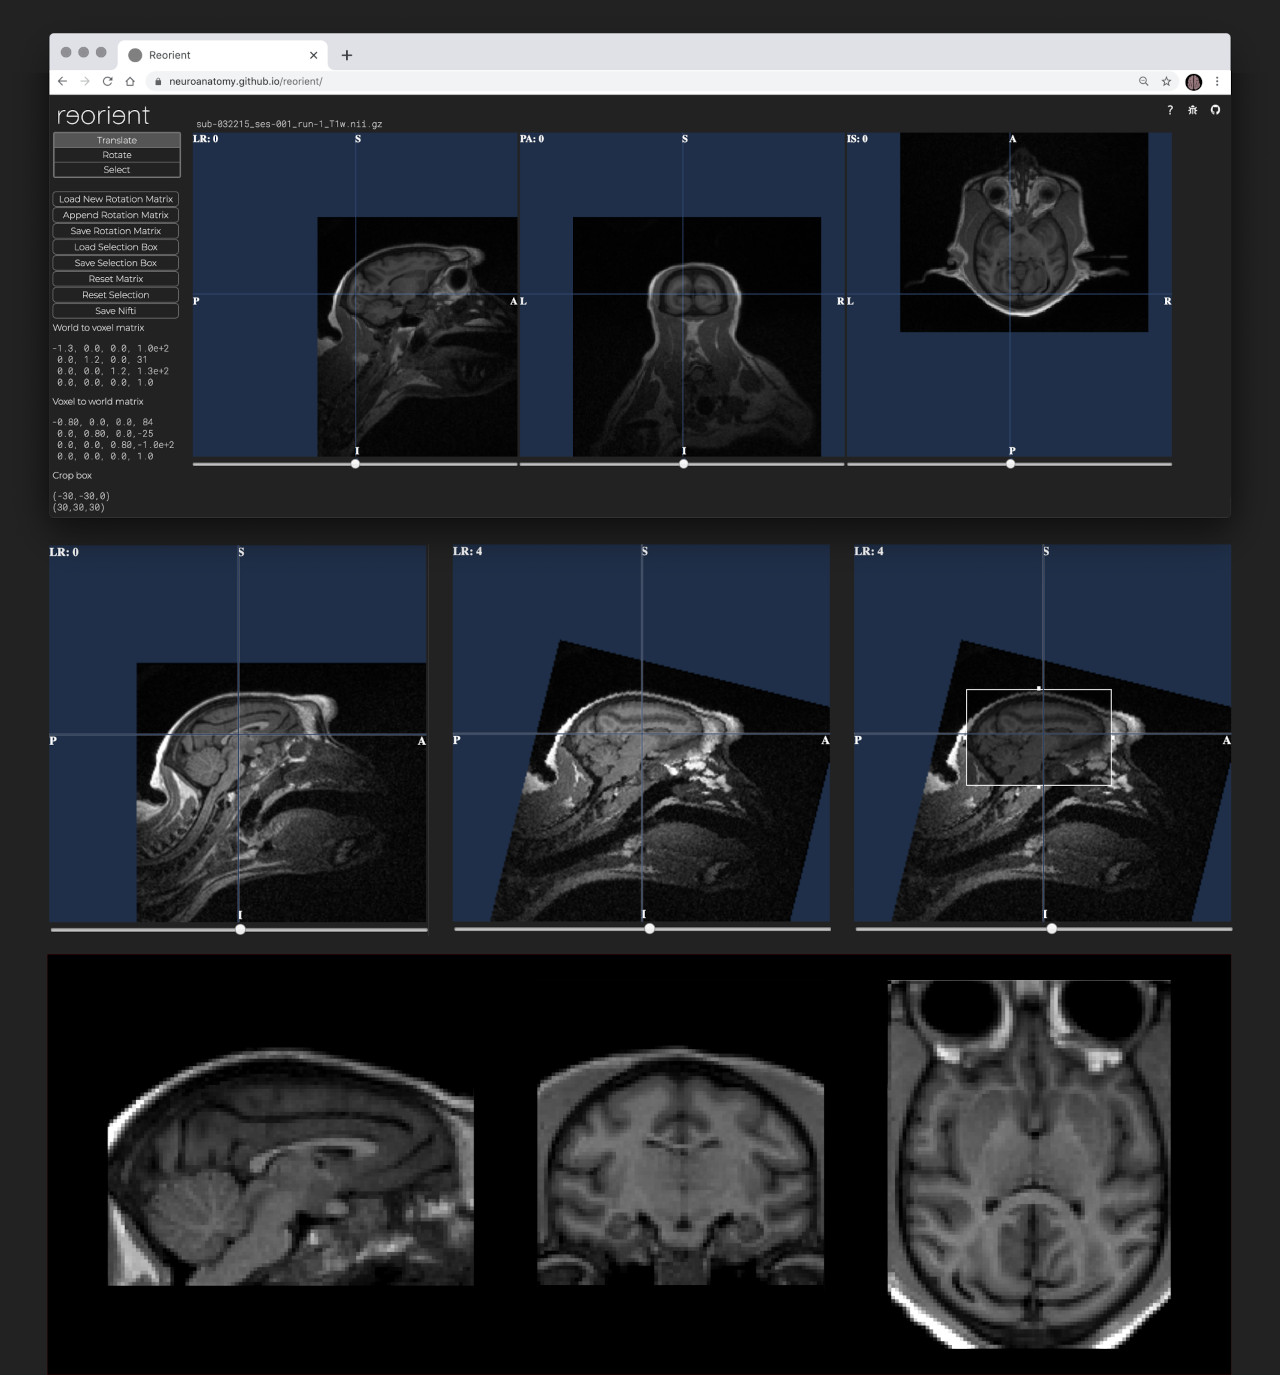 Reorient
neuroanatomy.github.io/reorient/
reorient
sub-032215_ses-001_run-1_T1w.nii.gz
?
Translate
Rotate
Select
Load New Rotation Matrix
Append Rotation Matrix
Save Rotation Matrix
Load Selection Box
Save Selection Box
Reset Matrix
Reset Selection
Save Nifti
World to voxel matrix
-1.3, 0.0, 0.0, 1.0e+2
0.0, 1.2, 0.0, 31
0.0, 0.0, 1.2, 1.3e+2
0.0, 0.0, 0.0, 1.0
Voxel to world matrix
-0.80, 0.0, 0.0, 84
0.0, 0.80, 0.0,-25
0.0, 0.0, 0.80,-1.0e+2
0.0, 0.0, 0.0, 1.0
Crop box
(-30,-30,0)
(30,30,30)
LR: 0 S
P A
I
PA: 0 S
L R
I
IS: 0 A
L R
P
LR: 0 S
P A
I
LR: 4 S
P A
I
LR: 4 S
P A
I